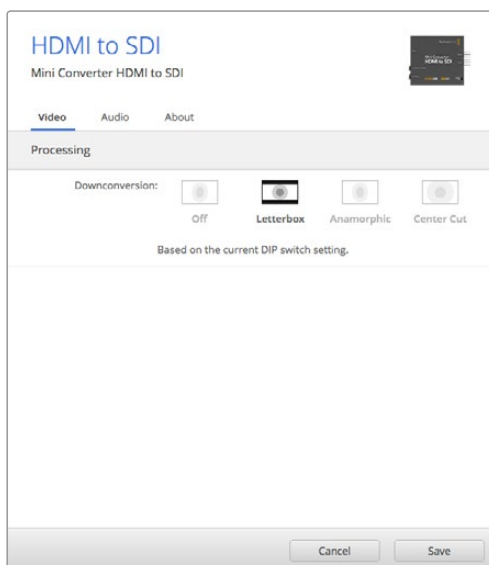 HDMI to SDI
Mini Converter HDMI to SDI
Video Audio About
Processing
Downconversion:
Off Letterbox Anamorphic Center Cut
Based on the current DIP switch setting.
Cancel Save